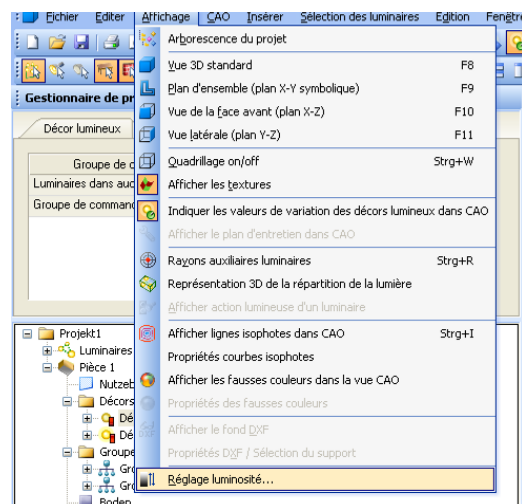 Fichier Editer Affichage CAO Insérer Sélection des luminaires Edition Fenêtre
Arborescence du projet
Vue 3D standard F8
Plan d'ensemble (plan X-Y symbolique) F9
Gestionnaire de pr
Vue de la face avant (plan X-Z) F10
Décor lumineux
Vue latérale (plan Y-Z) F11
Groupe de c
Quadrillage on/off Strg+W
Luminaires dans auc
Afficher les textures
Groupe de comman
Indiquer les valeurs de variation des décors lumineux dans CAO
Afficher le plan d'entretien dans CAO
Rayons auxiliaires luminaires Strg+R
Représentation 3D de la répartition de la lumière
Afficher action lumineuse d'un luminaire
Projekt1
Afficher lignes isophotes dans CAO Strg+I
Luminaires
Propriétés courbes isophotes
Pièce 1
Afficher les fausses couleurs dans la vue CAO
Nutzeb
Décors
Propriétés des fausses couleurs
Dé
Afficher le fond DXF
Dé
Groupe
Propriétés DXF / Sélection du support
Gro
Réglage luminosité...
Gro
Boden